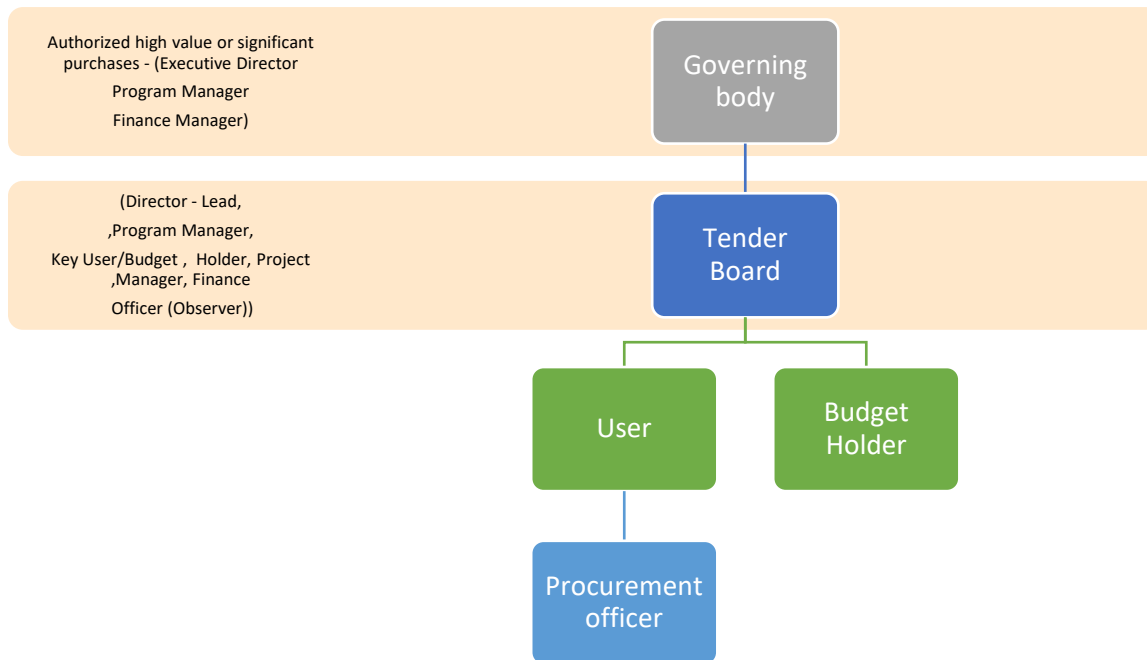 Authorized high value or significant
purchases - (Executive Director
Program Manager
Finance Manager)
Governing
body
(Director - Lead,
,Program Manager,
Key User/Budget , Holder, Project
,Manager, Finance
Officer (Observer))
Tender
Board
User
Budget
Holder
Procurement
officer